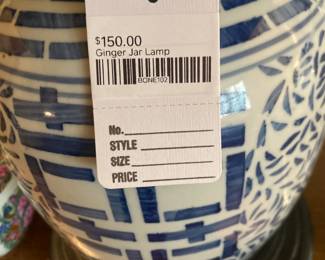 $150.00
Ginger Jar Lamp
BONE102
No.
STYLE
SIZE
PRICE